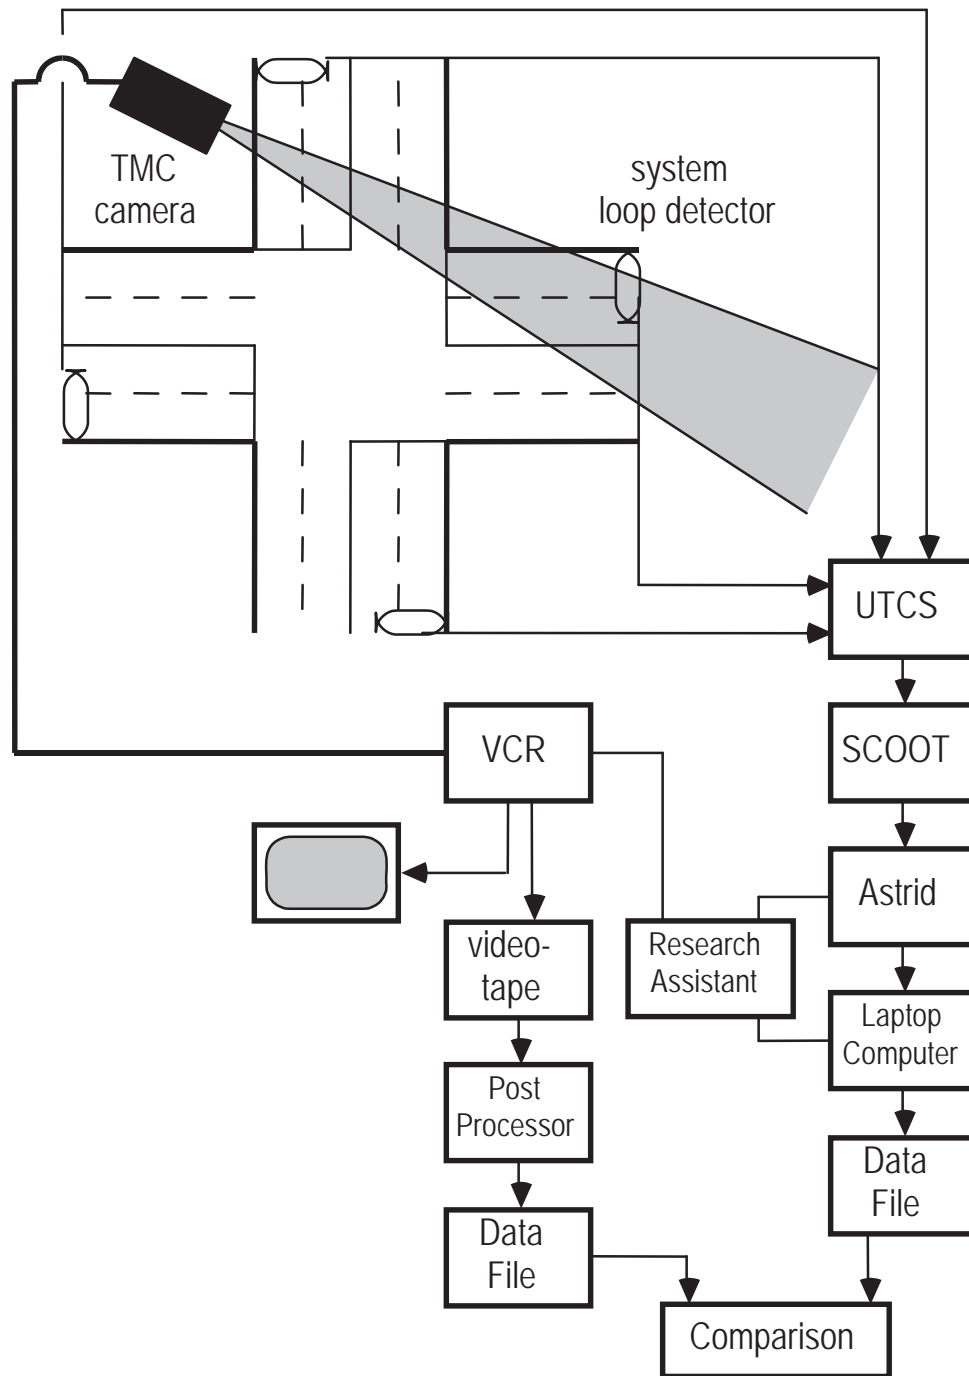 TMC
camera
system
loop detector
UTCS
VCR
SCOOT
Astrid
video-
tape
Research
Assistant
Laptop
Computer
Post
Processor
Data
File
Data
File
Comparison